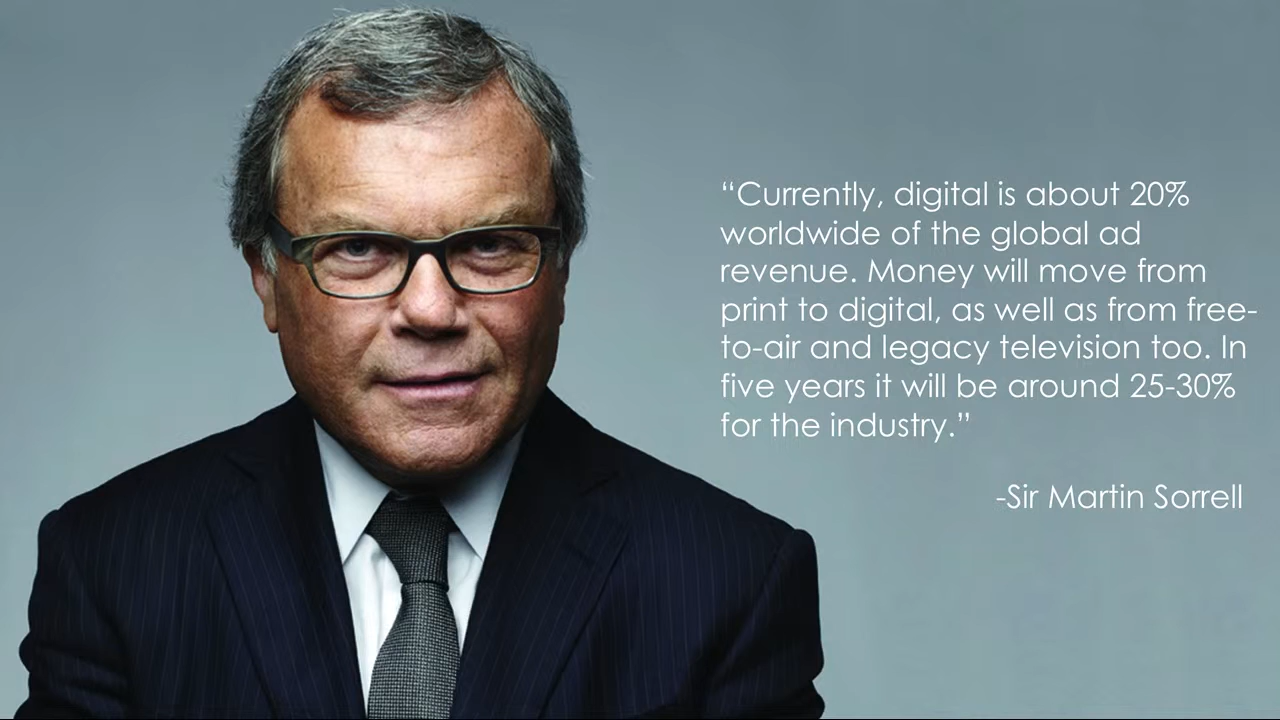 “Currently, digital is about 20%
worldwide of the global ad
revenue. Money will move from
print to digital, as well as from free-
to-air and legacy television too. In
five years it will be around 25-30%
for the industry.”
-Sir Martin Sorrell